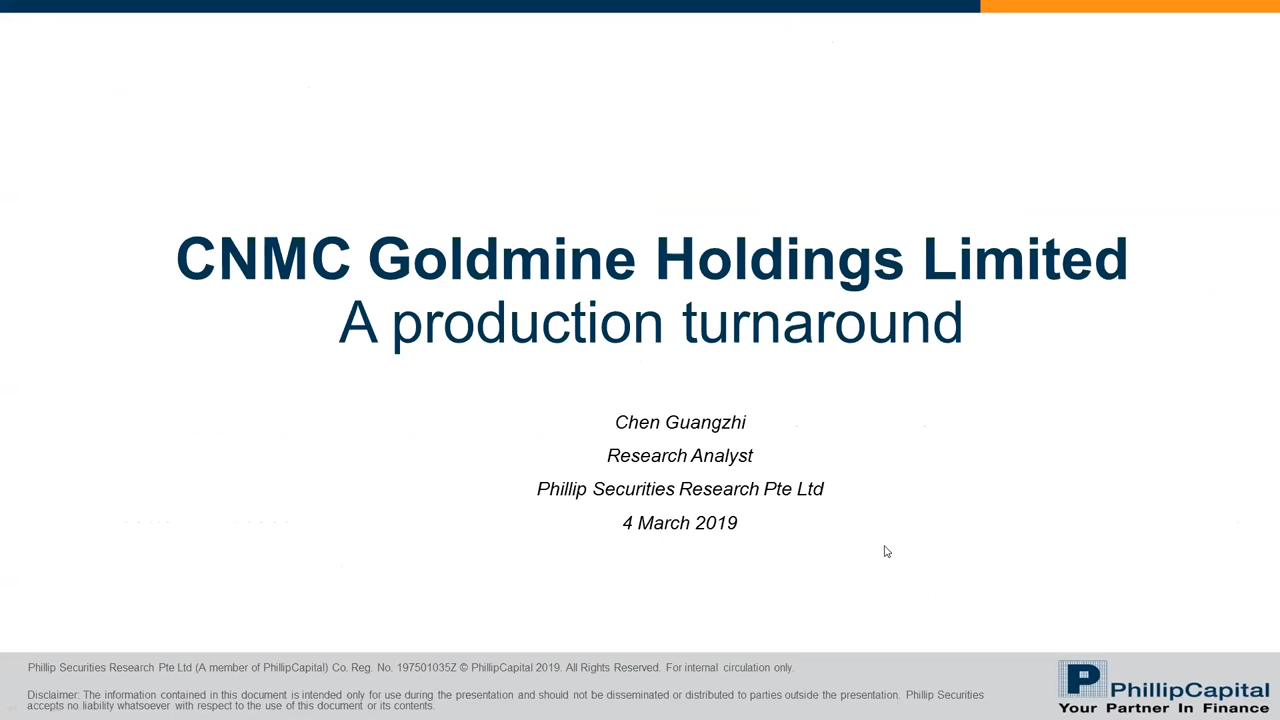 CNMC Goldmine Holdings Limited
A production turnaround
Chen Guangzhi
Research Analyst
Phillip Securities Research Pte Ltd
4 March 2019
Phillip Securities Research Pte Ltd (A member of PhillipCapital) Co. Reg. No. 197501035Z © PhillipCapital 2019. All Rights Reserved. For internal circulation only.
Disclaimer: The information contained in this document is intended only for use during the presentation and should not be disseminated or distributed to parties outside the presentation. Phillip Securities
accepts no liability whatsoever with respect to the use of this document or its contents.
P PhillipCapital
Your Partner In Finance